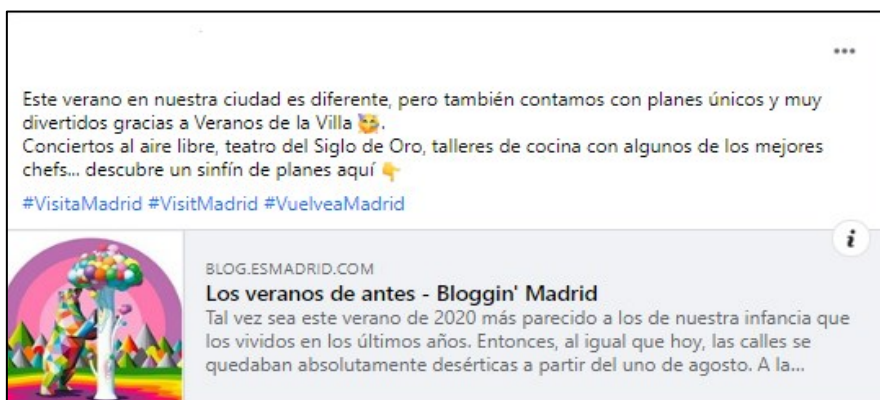 Este verano en nuestra ciudad es diferente, pero también contamos con planes únicos y muy
divertidos gracias a Veranos de la Villa 🥳.
Conciertos al aire libre, teatro del Siglo de Oro, talleres de cocina con algunos de los mejores
chefs... descubre un sinfín de planes aquí 👇
#VisitaMadrid #VisitMadrid #VuelveaMadrid
BLOG.ESMADRID.COM
Los veranos de antes - Bloggin' Madrid
Tal vez sea este verano de 2020 más parecido a los de nuestra infancia que
los vividos en los últimos años. Entonces, al igual que hoy, las calles se
quedaban absolutamente desérticas a partir del uno de agosto. A la...